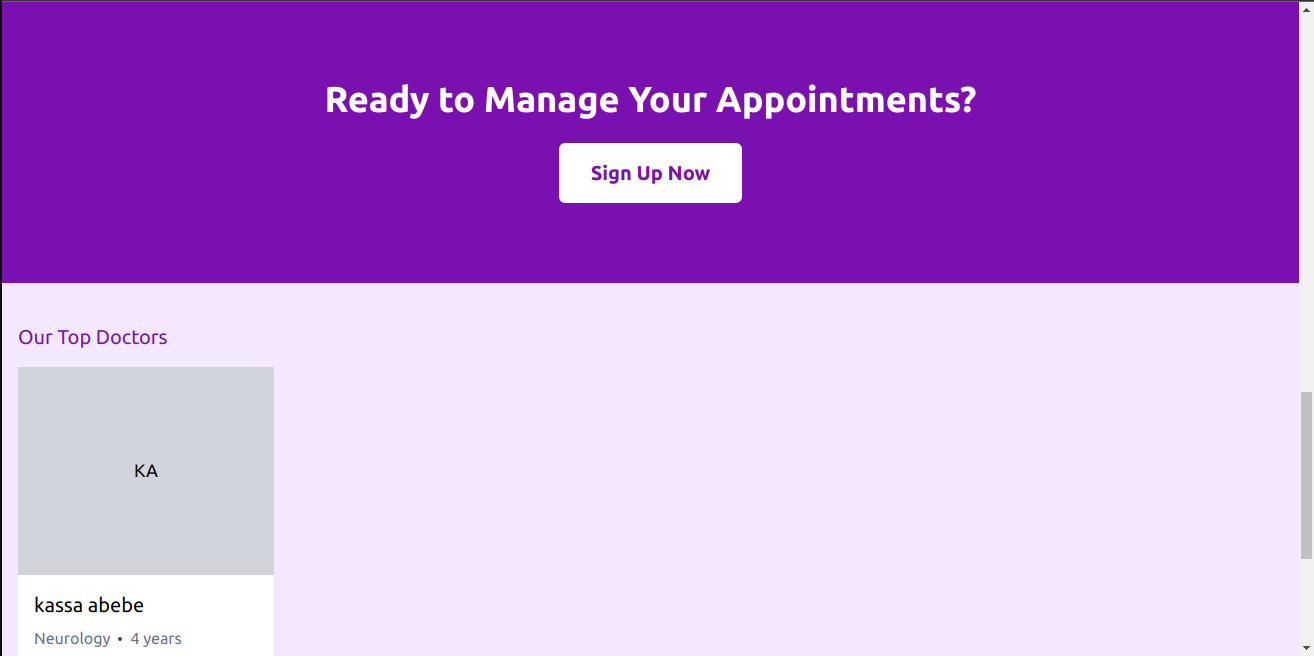 Ready to Manage Your Appointments?
Sign Up Now
Our Top Doctors
KA
kassa abebe
Neurology • 4 years